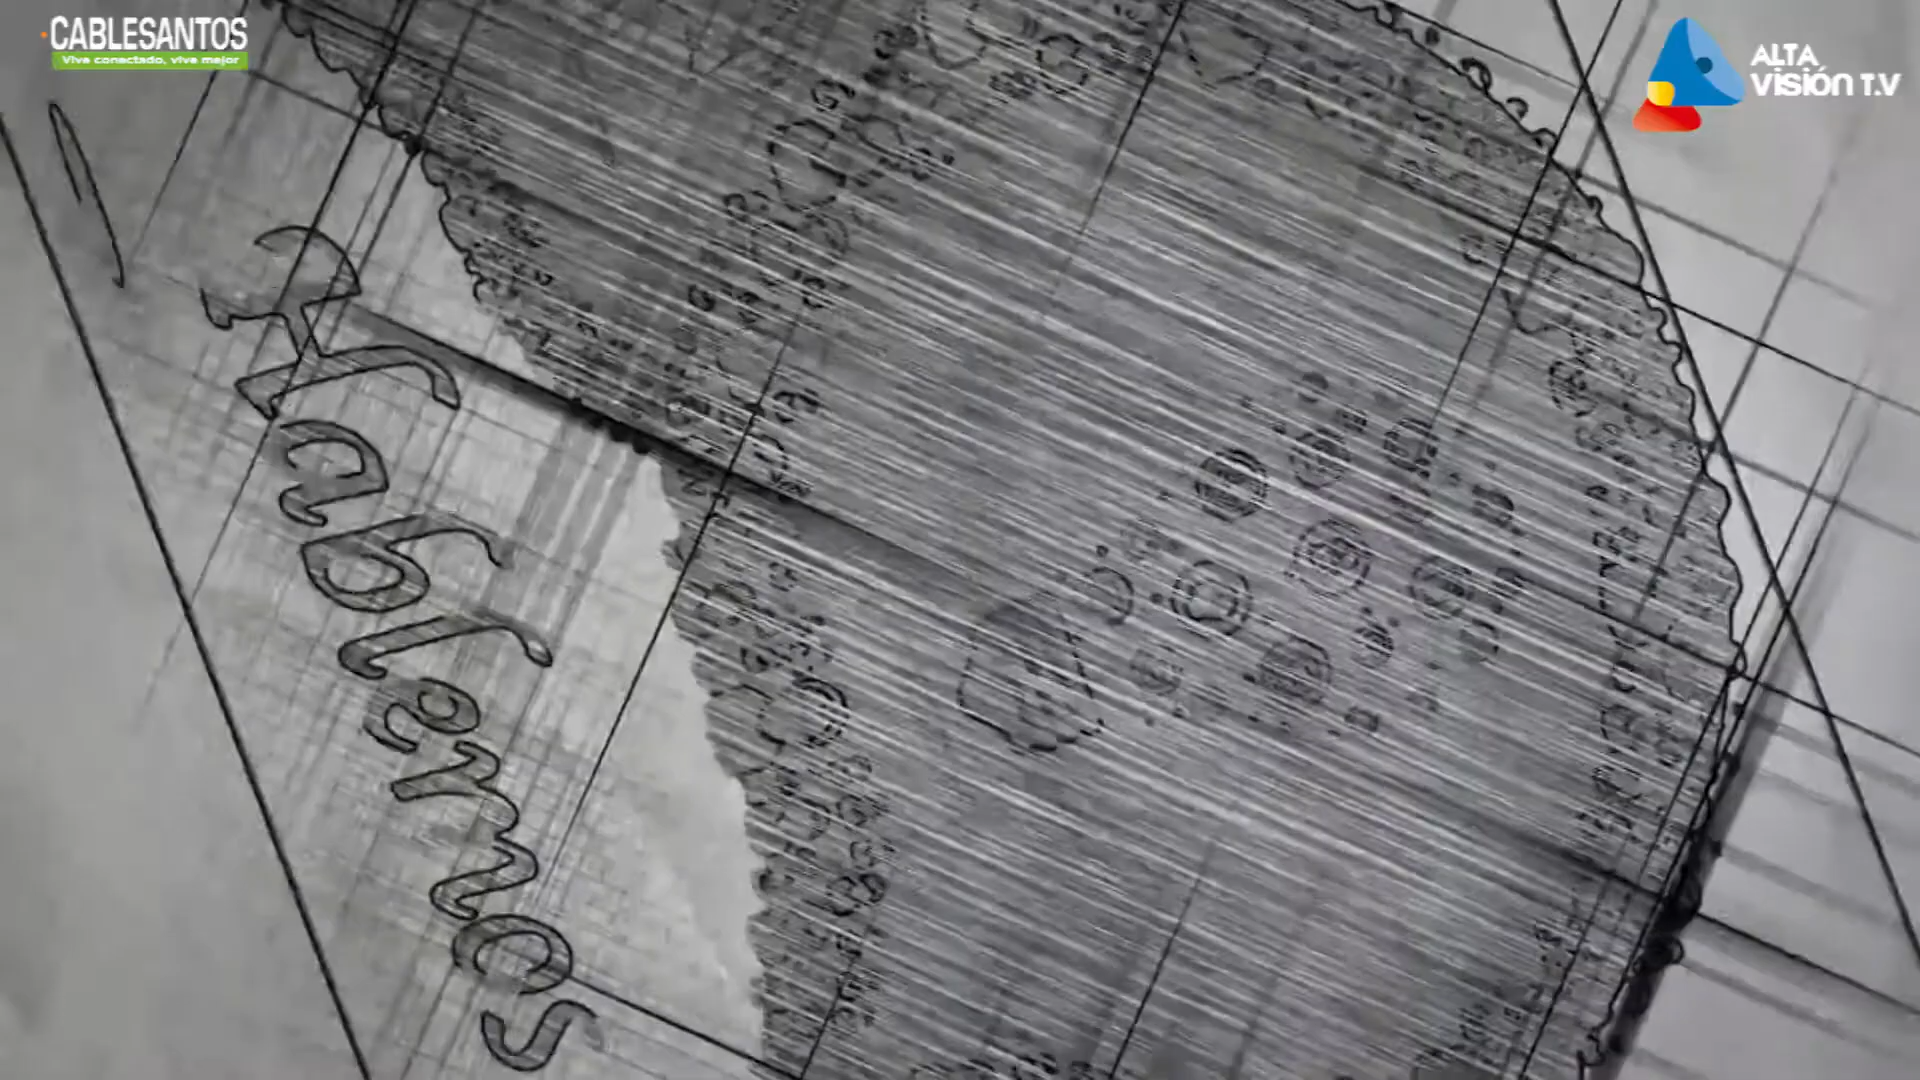 CABLESANTOS
Vive conectado, vive mejor
ALTA
visión T.V
Hablemos